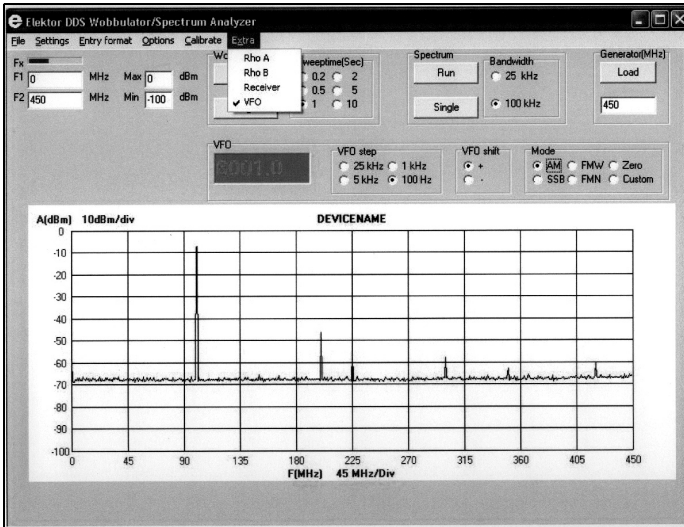 Elektor DDS Wobbulator/Spectrum Analyzer
File Settings Entry format Options Calibrate Extra
Rho A
Rho B
Receiver
✓ VFO
Fx
F1 0 MHz Max 0 dBm
F2 450 MHz Min -100 dBm
Wo
weeptime(Sec)
0.2 2
0.5 5
1 10
Spectrum
Run
Single
Bandwidth
25 kHz
100 kHz
Generator(MHz)
Load
450
VFO
VFO step
25 kHz 1 kHz
5 kHz 100 Hz
VFO shift
+
-
Mode
AM FMW Zero
SSB FMN Custom
A(dBm) 10dBm/div DEVICENAME
0
-10
-20
-30
-40
-50
-60
-70
-80
-90
-100
0 45 90 135 180 225 270 315 360 405 450
F(MHz) 45 MHz/Div